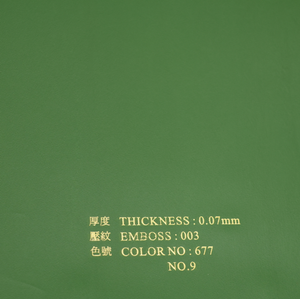 厚度 THICKNESS : 0.07mm
壓紋 EMBOSS : 003
色號 COLOR NO : 677
NO.9